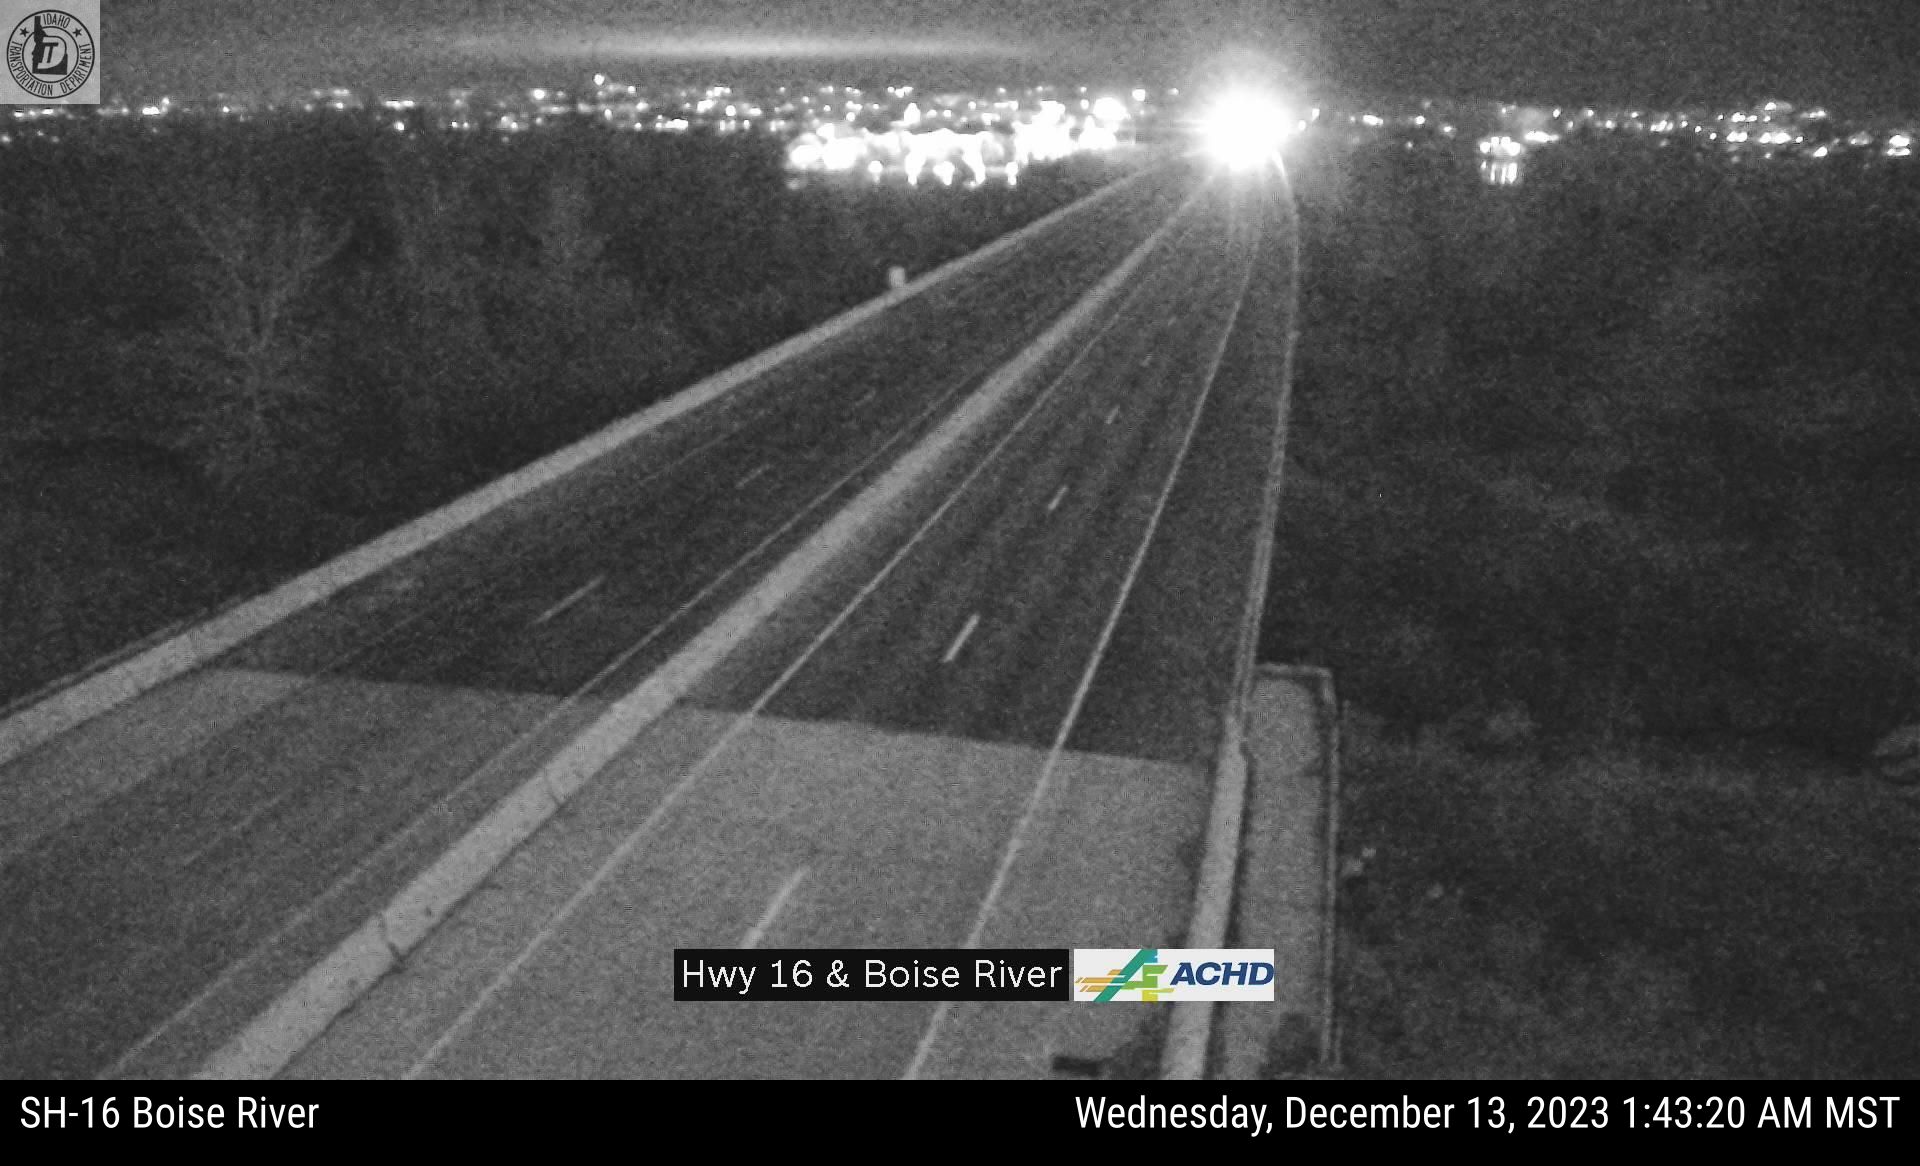 IDAHO
TRANSPORTATION DEPARTMENT
Hwy 16 & Boise River
ACHD
SH-16 Boise River
Wednesday, December 13, 2023 1:43:20 AM MST